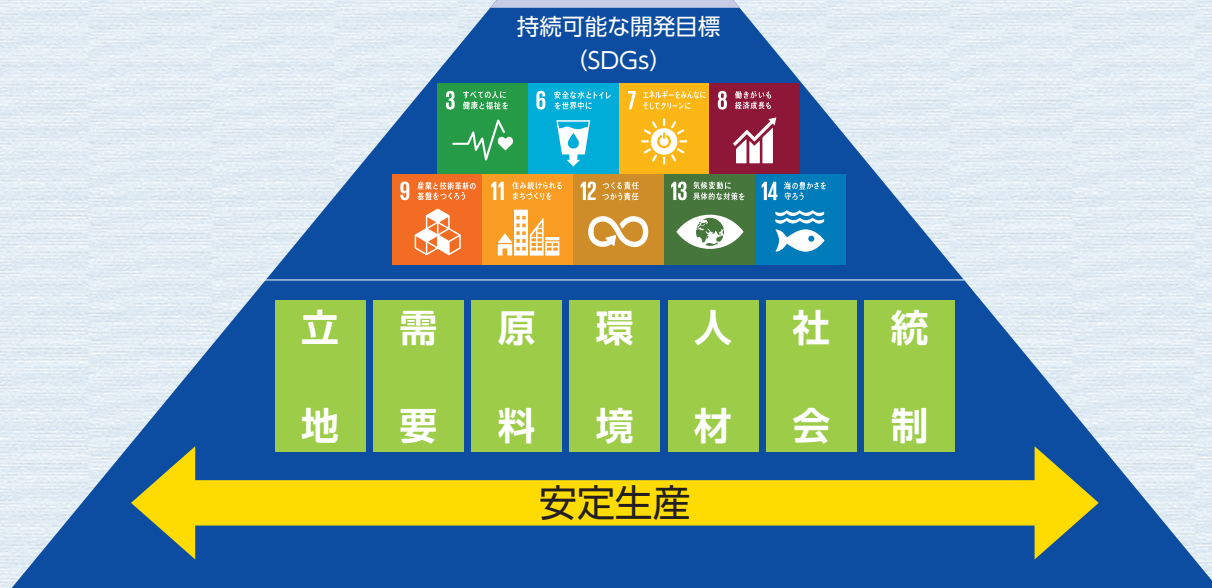 持続可能な開発目標
(SDGs)
3 すべての人に
健康と福祉を
6 安全な水とトイレ
を世界中に
7 エネルギーをみんなに
そしてクリーンに
8 働きがいも
経済成長も
9 産業と技術革新の
基盤をつくろう
11 住み続けられる
まちづくりを
12 つくる責任
つかう責任
13 気候変動に
具体的な対策を
14 海の豊かさを
守ろう
立地
需要
原料
環境
人材
社会
統制
安定生産